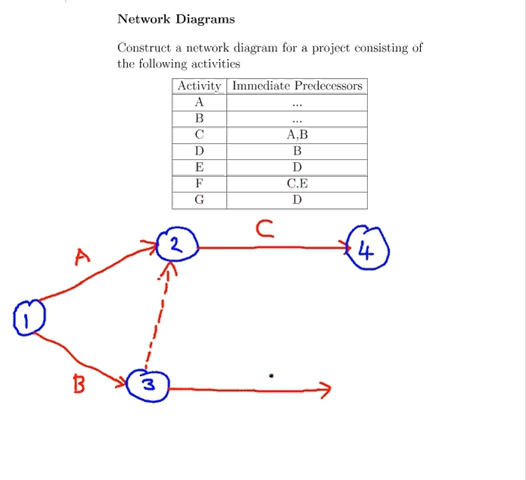 Network Diagrams
Construct a network diagram for a project consisting of
the following activities
Activity Immediate Predecessors
A ...
B ...
C A,B
D B
E D
F C,E
G D
C
2
4
A
1
B
3